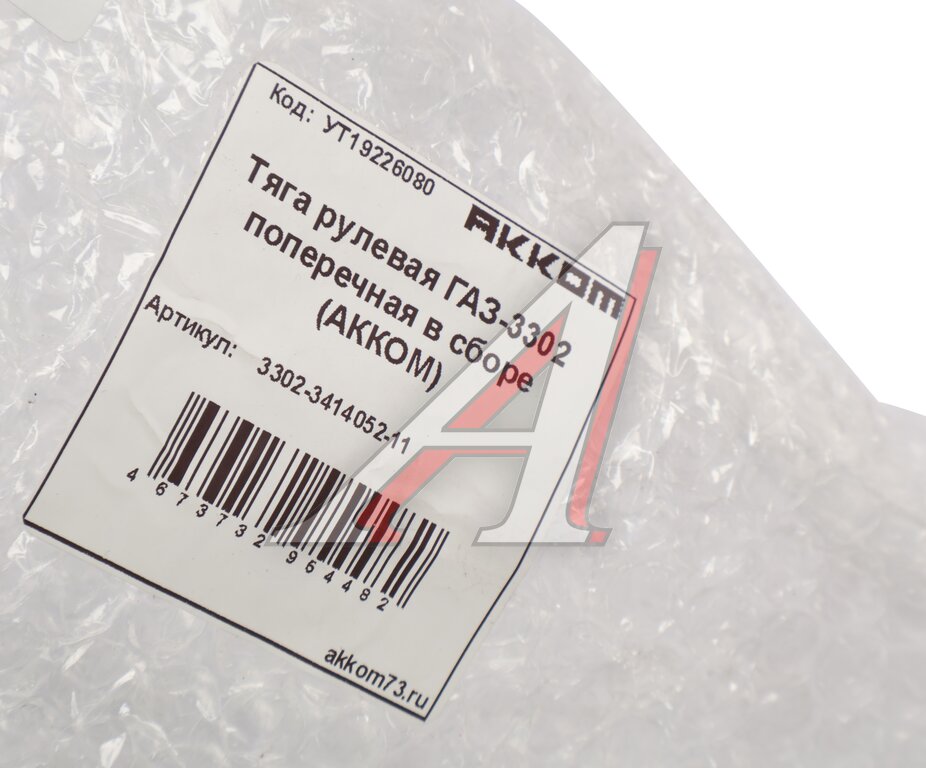 Код: УТ19226080
AKKOM
Тяга рулевая ГАЗ-3302
поперечная в сборе
(АККОМ)
Артикул: 3302-3414052-11
4 673732 964482
akkom73.ru